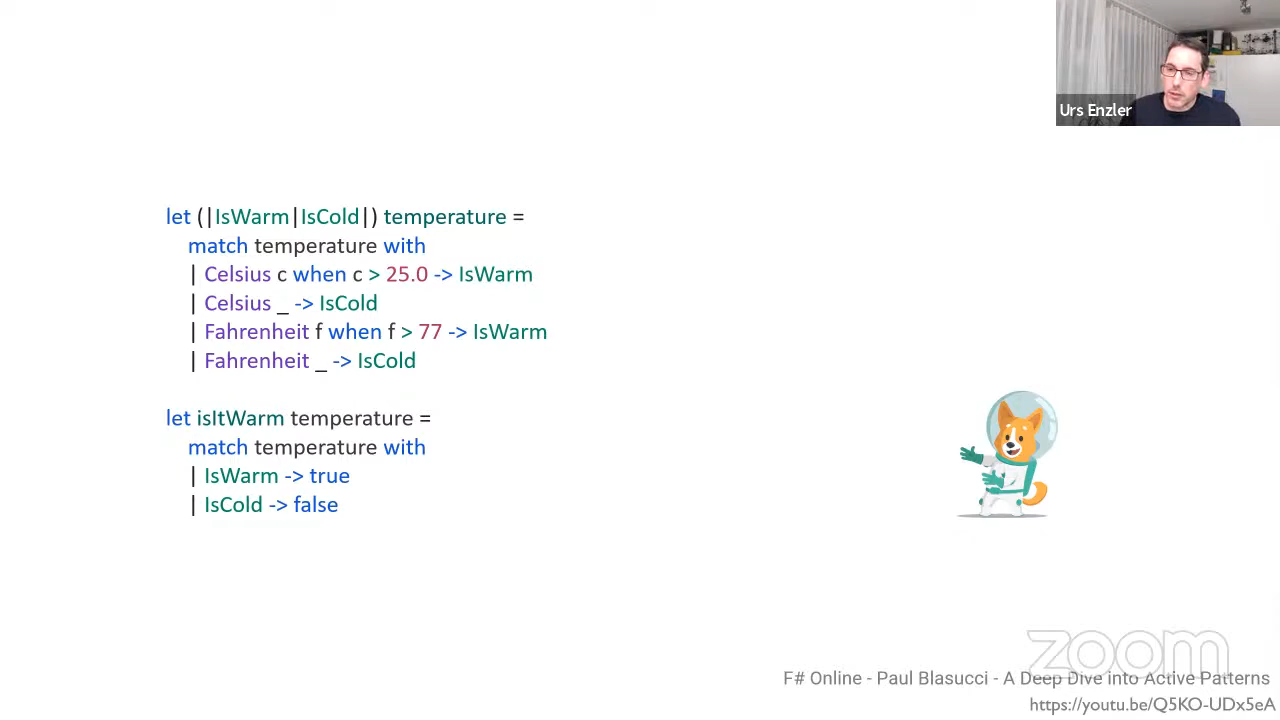 Urs Enzler
let (|IsWarm|IsCold|) temperature =
match temperature with
| Celsius c when c > 25.0 -> IsWarm
| Celsius _ -> IsCold
| Fahrenheit f when f > 77 -> IsWarm
| Fahrenheit _ -> IsCold
let isItWarm temperature =
match temperature with
| IsWarm -> true
| IsCold -> false
zoom
F# Online - Paul Blasucci - A Deep Dive into Active Patterns
https://youtu.be/Q5KO-UDx5eA